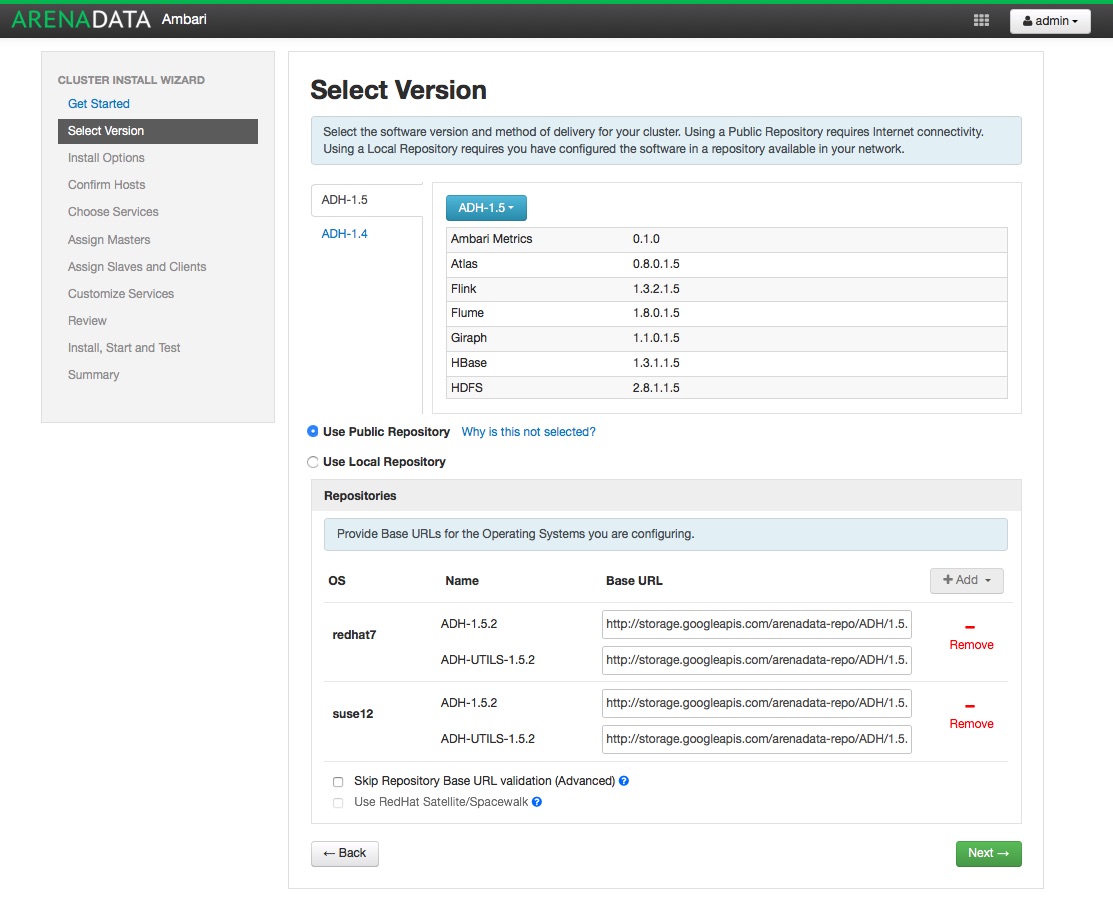 ARENADATA Ambari
admin
CLUSTER INSTALL WIZARD
Get Started
Select Version
Install Options
Confirm Hosts
Choose Services
Assign Masters
Assign Slaves and Clients
Customize Services
Review
Install, Start and Test
Summary
Select Version
Select the software version and method of delivery for your cluster. Using a Public Repository requires Internet connectivity.
Using a Local Repository requires you have configured the software in a repository available in your network.
ADH-1.5
ADH-1.4
ADH-1.5
Ambari Metrics 0.1.0
Atlas 0.8.0.1.5
Flink 1.3.2.1.5
Flume 1.8.0.1.5
Giraph 1.1.0.1.5
HBase 1.3.1.1.5
HDFS 2.8.1.1.5
Use Public Repository Why is this not selected?
Use Local Repository
Repositories
Provide Base URLs for the Operating Systems you are configuring.
OS Name Base URL + Add
redhat7
ADH-1.5.2 http://storage.googleapis.com/arenadata-repo/ADH/1.5.
ADH-UTILS-1.5.2 http://storage.googleapis.com/arenadata-repo/ADH/1.5.
Remove
suse12
ADH-1.5.2 http://storage.googleapis.com/arenadata-repo/ADH/1.5.
ADH-UTILS-1.5.2 http://storage.googleapis.com/arenadata-repo/ADH/1.5.
Remove
Skip Repository Base URL validation (Advanced) ?
Use RedHat Satellite/Spacewalk ?
← Back
Next →